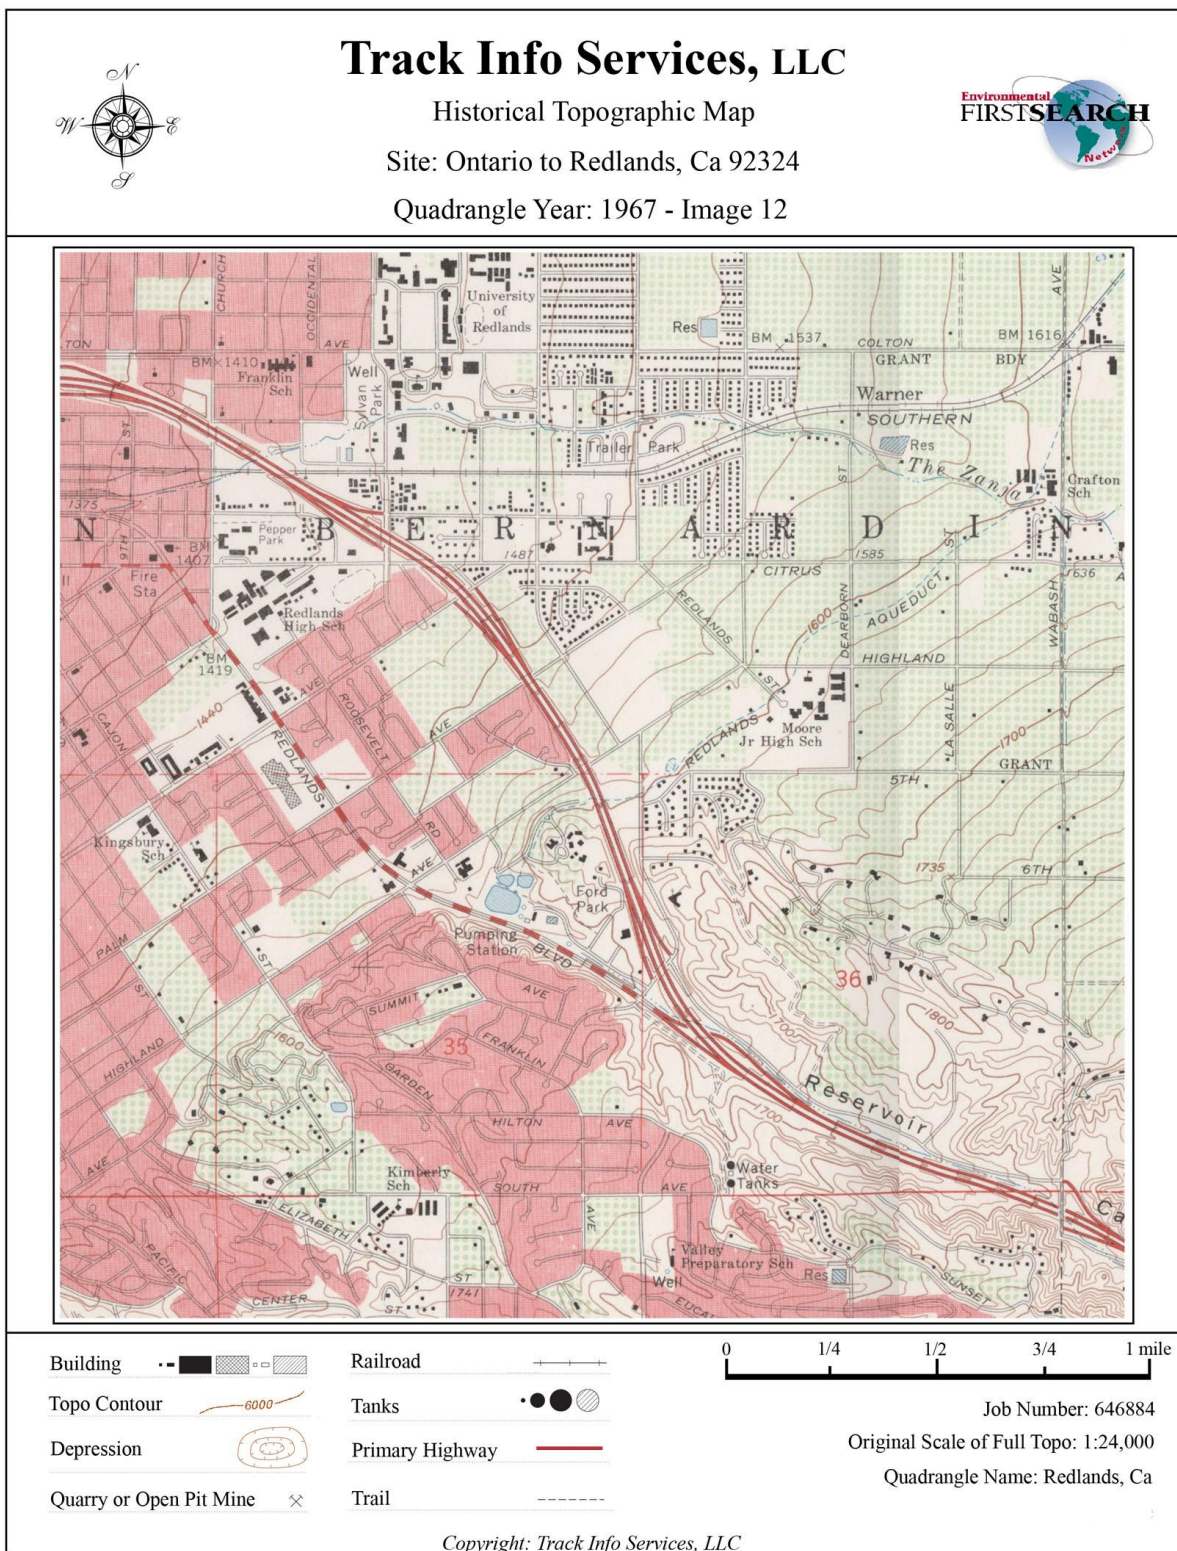 Track Info Services, LLC
Historical Topographic Map
Site: Ontario to Redlands, Ca 92324
Quadrangle Year: 1967 - Image 12
N
W
E
S
Environmental
FIRSTSEARCH
Network
CHURCH
OCCIDENTAL
University
of
Redlands
Res
AVE
LTON
AVE
BM 1537
COLTON
BM 1616
GRANT
BDY
BM×1410
Franklin
Sch
Well
Sylvan
Park
Warner
SOUTHERN
ST
Trailer Park
Res
The Zanja
ST
Crafton
Sch
1375
N B E R N A R D I N
Pepper
Park
9TH
BM
1407
1487
1585
ST
Fire
Sta
CITRUS
1636
A
Redlands
High Sch
REDLANDS
ST
1600
DEARBORN
AQUEDUCT
WABASH
BM
1419
HIGHLAND
AVE
ROOSEVELT
1440
CAJON
AVE
REDLANDS
Moore
Jr High Sch
LA SALLE
1700
REDLANDS
GRANT
5TH
Kingsbury
Sch
RD
AVE
1735
6TH
Ford
Park
PALM
ST
ST
Pumping
Station
BLVD
36
AVE
SUMMIT
1700
1800
1600
35
FRANKLIN
HIGHLAND
GARDEN
Reservoir
1700
HILTON
AVE
AVE
Kimberly
Sch
Water
Tanks
SOUTH
AVE
ELIZABETH
AVE
Ca
PACIFIC
Valley
Preparatory Sch
ST
Well
Res
SUNSET
1741
CENTER
ST
EUCA
Building
Topo Contour
6000
Depression
Quarry or Open Pit Mine
Railroad
Tanks
Primary Highway
Trail
0 1/4 1/2 3/4 1 mile
Job Number: 646884
Original Scale of Full Topo: 1:24,000
Quadrangle Name: Redlands, Ca
Copyright: Track Info Services, LLC